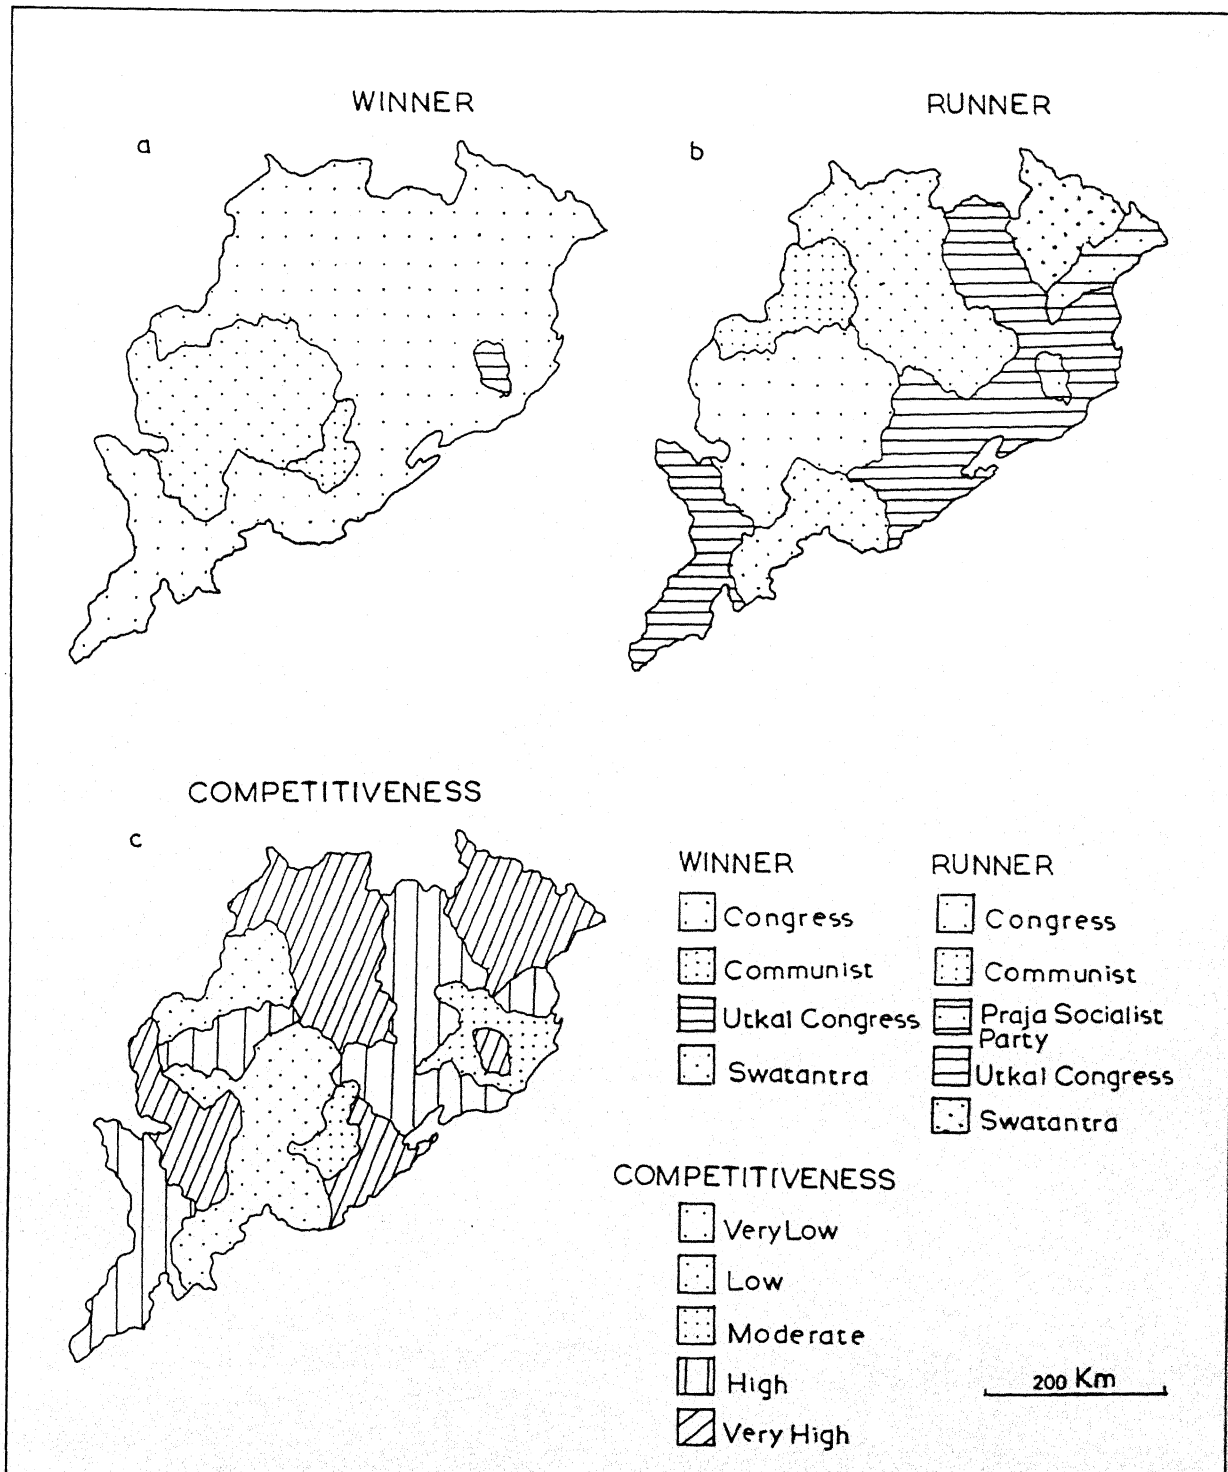 WINNER
RUNNER
a
b
COMPETITIVENESS
c
WINNER
Congress
Communist
Utkal Congress
Swatantra
RUNNER
Congress
Communist
Praja Socialist
Party
Utkal Congress
Swatantra
COMPETITIVENESS
Very Low
Low
Moderate
High
Very High
200 Km